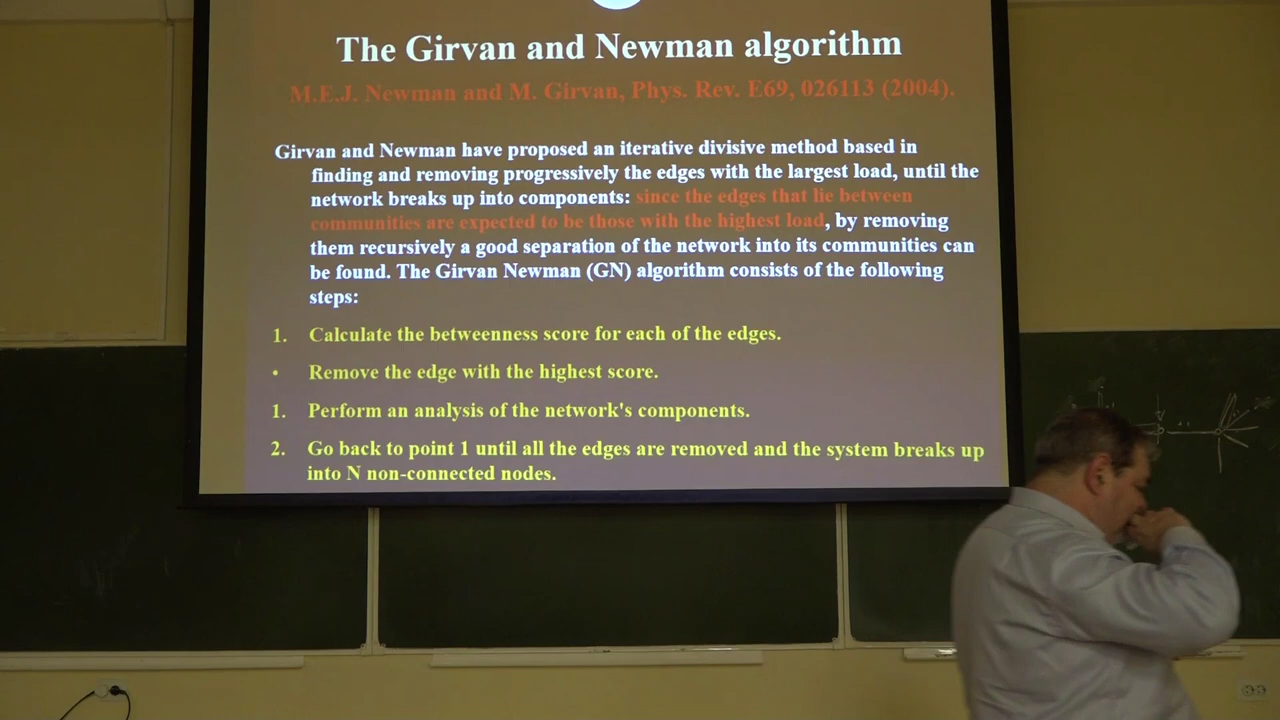 The Girvan and Newman algorithm
M.E.J. Newman and M. Girvan, Phys. Rev. E69, 026113 (2004).
Girvan and Newman have proposed an iterative divisive method based in
finding and removing progressively the edges with the largest load, until the
network breaks up into components: since the edges that lie between
communities are expected to be those with the highest load, by removing
them recursively a good separation of the network into its communities can
be found. The Girvan Newman (GN) algorithm consists of the following
steps:
1. Calculate the betweenness score for each of the edges.
• Remove the edge with the highest score.
1. Perform an analysis of the network's components.
2. Go back to point 1 until all the edges are removed and the system breaks up
into N non-connected nodes.